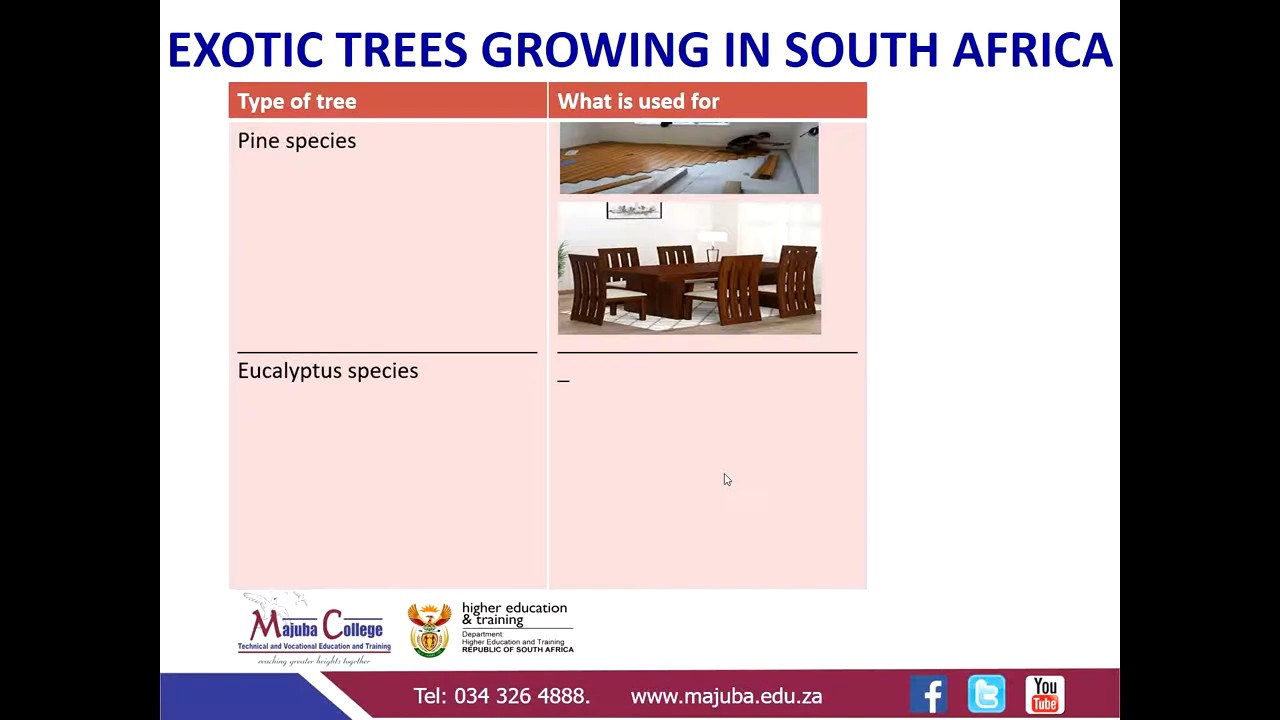 EXOTIC TREES GROWING IN SOUTH AFRICA
Type of tree
What is used for
Pine species
Eucalyptus species
_
Majuba College
Technical and Vocational Education and Training
reaching greater heights together
higher education
& training
Department:
Higher Education and Training
REPUBLIC OF SOUTH AFRICA
Tel: 034 326 4888.
www.majuba.edu.za
f
You
Tube